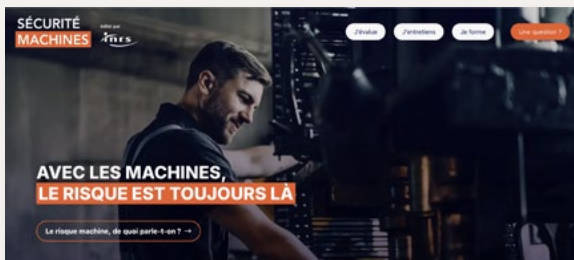 SÉCURITÉ
MACHINES
édité par
inrs
J'évalue
J'entretiens
Je forme
Une question ?
AVEC LES MACHINES,
LE RISQUE EST TOUJOURS LÀ
Le risque machine, de quoi parle-t-on ? →